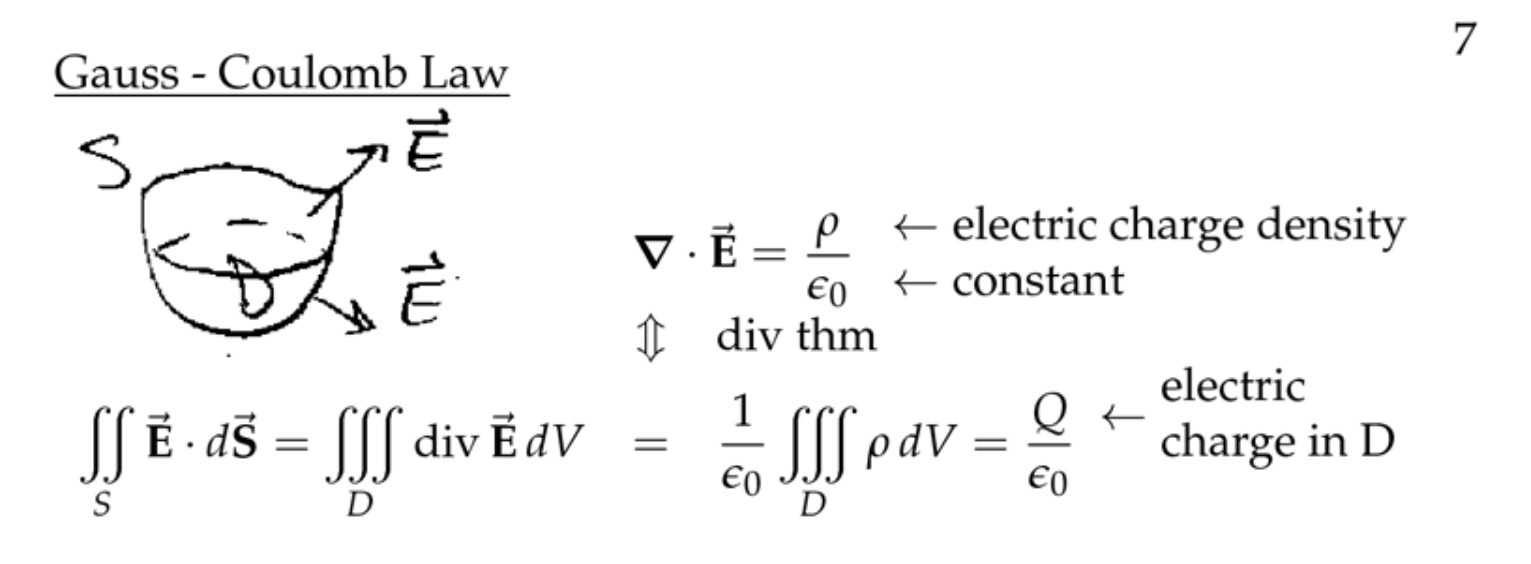 7
Gauss - Coulomb Law
S
E⃗
E⃗
D
∇ · E⃗ = ρ/ϵ₀ ← electric charge density
← constant
⇕ div thm
∬_S E⃗ · dS⃗ = ∭_D div E⃗ dV = 1/ϵ₀ ∭_D ρ dV = Q/ϵ₀ ← electric
charge in D